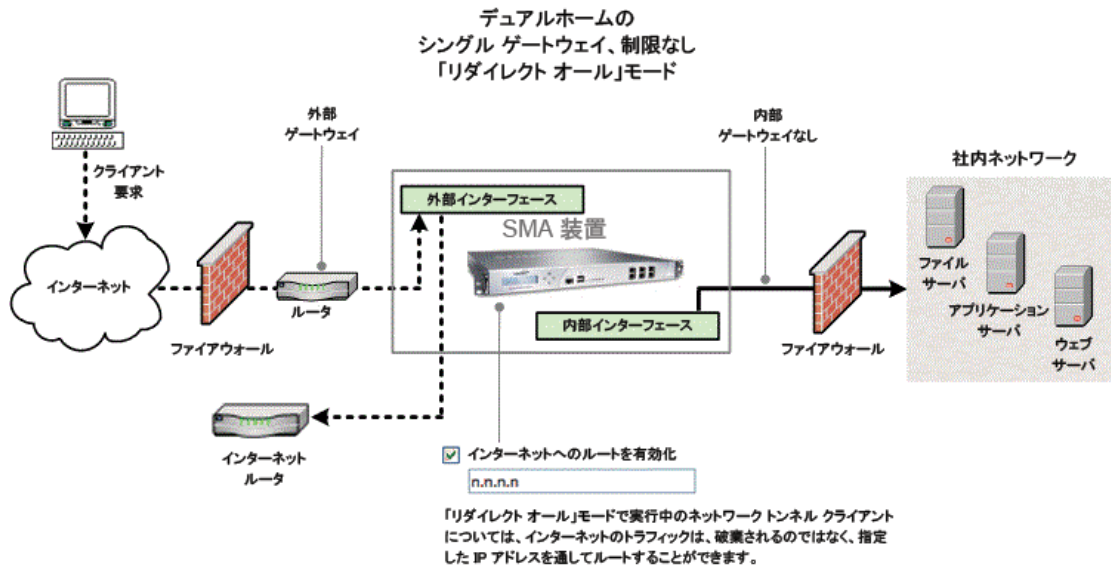 デュアルホームの
シングル ゲートウェイ、制限なし
「リダイレクト オール」モード
外部
ゲートウェイ
内部
ゲートウェイなし
クライアント
要求
社内ネットワーク
外部インターフェース
SMA 装置
インターネット
ルータ
ファイアウォール
内部インターフェース
ファイアウォール
ファイル
サーバ
アプリケーション
サーバ
ウェブ
サーバ
インターネット
ルータ
インターネットへのルートを有効化
n.n.n.n
「リダイレクト オール」モードで実行中のネットワーク トンネル クライアント
については、インターネットのトラフィックは、破棄されるのではなく、指定
した IP アドレスを通してルートすることができます。